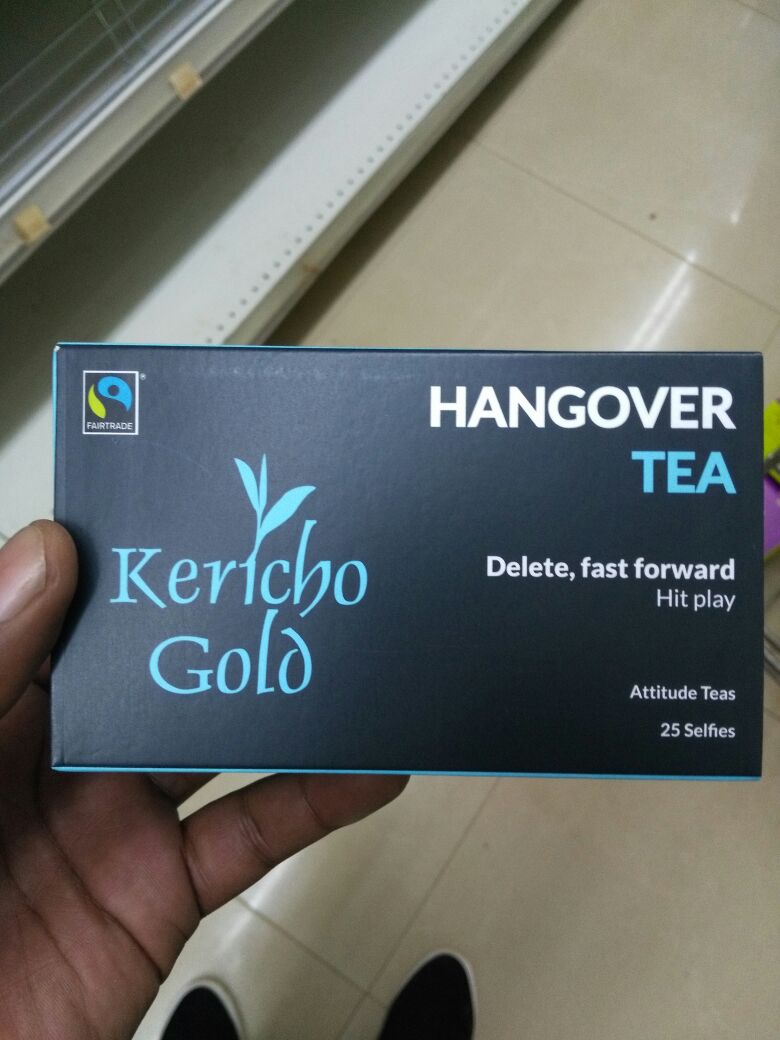 FAIRTRADE
HANGOVER
TEA
Kericho
Gold
Delete, fast forward
Hit play
Attitude Teas
25 Selfies